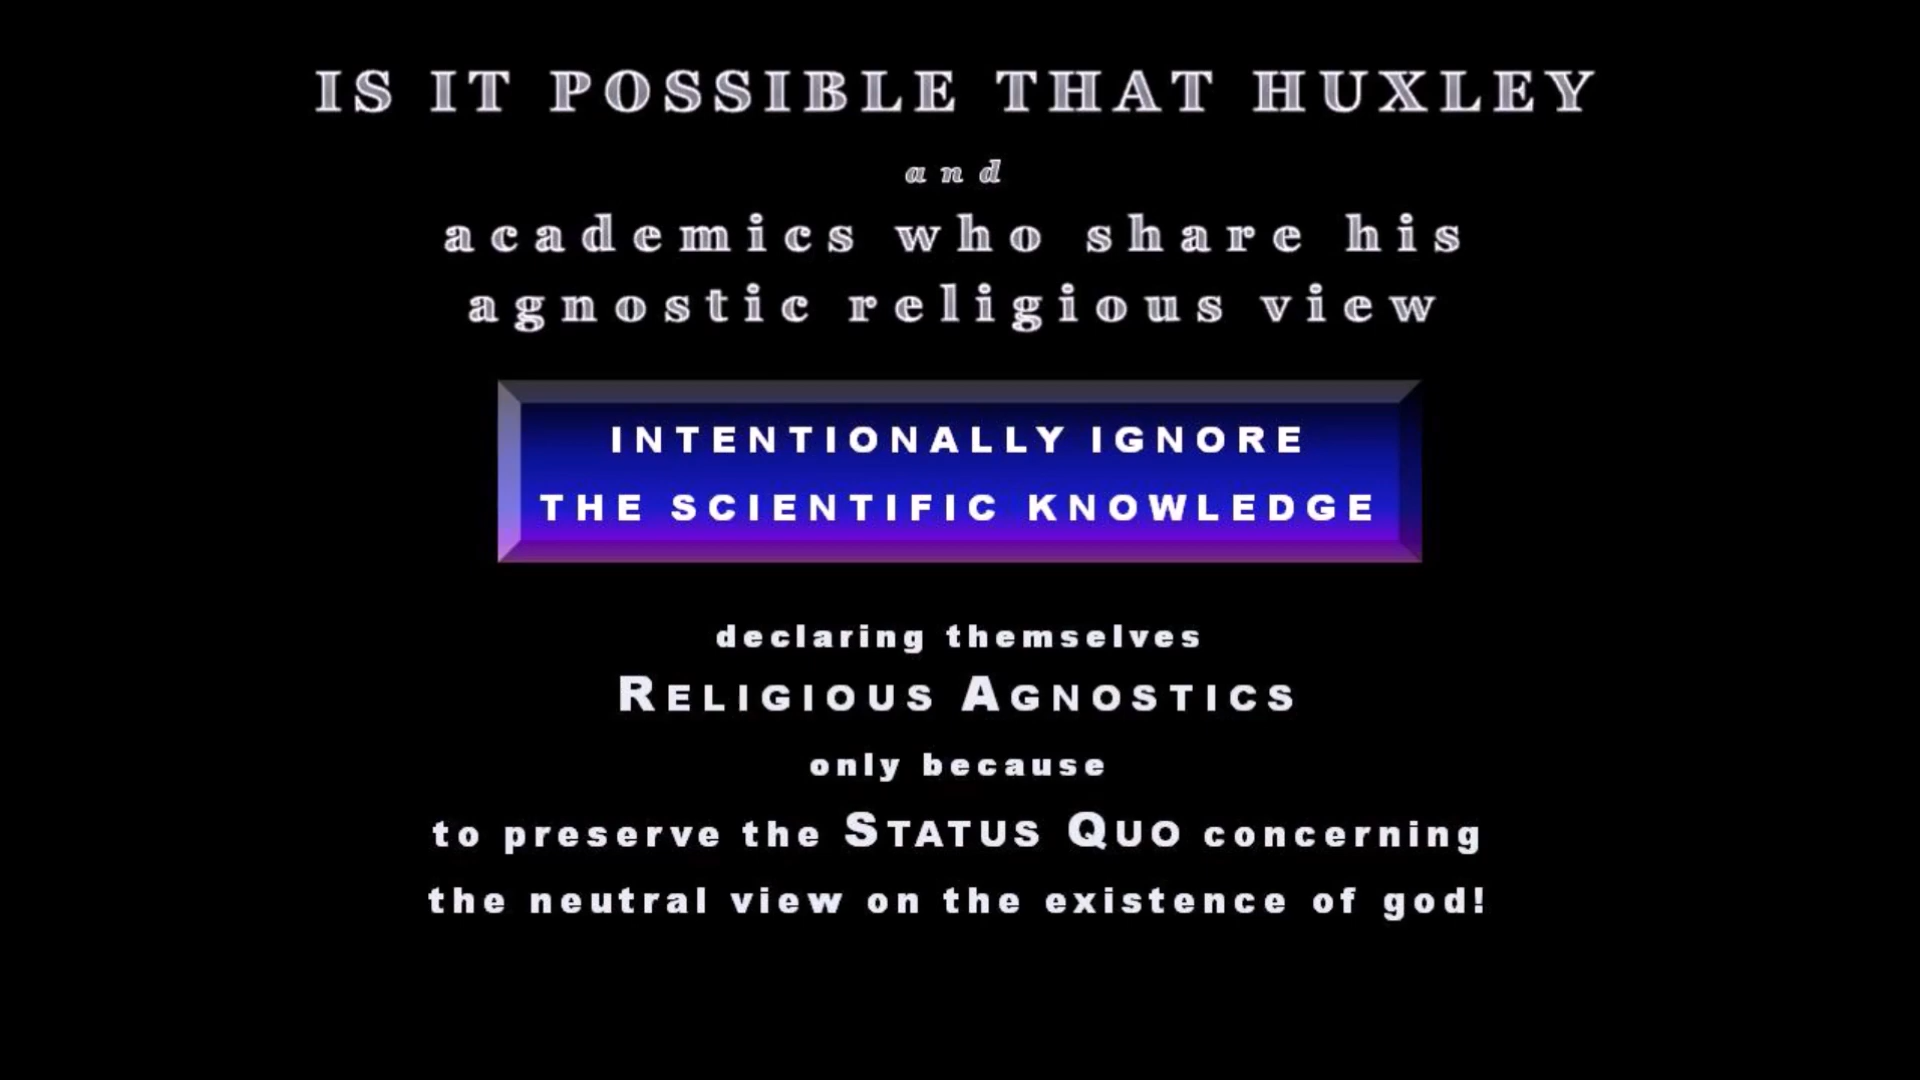 IS IT POSSIBLE THAT HUXLEY
and
academics who share his
agnostic religious view
INTENTIONALLY IGNORE
THE SCIENTIFIC KNOWLEDGE
declaring themselves
RELIGIOUS AGNOSTICS
only because
to preserve the STATUS QUO concerning
the neutral view on the existence of god!